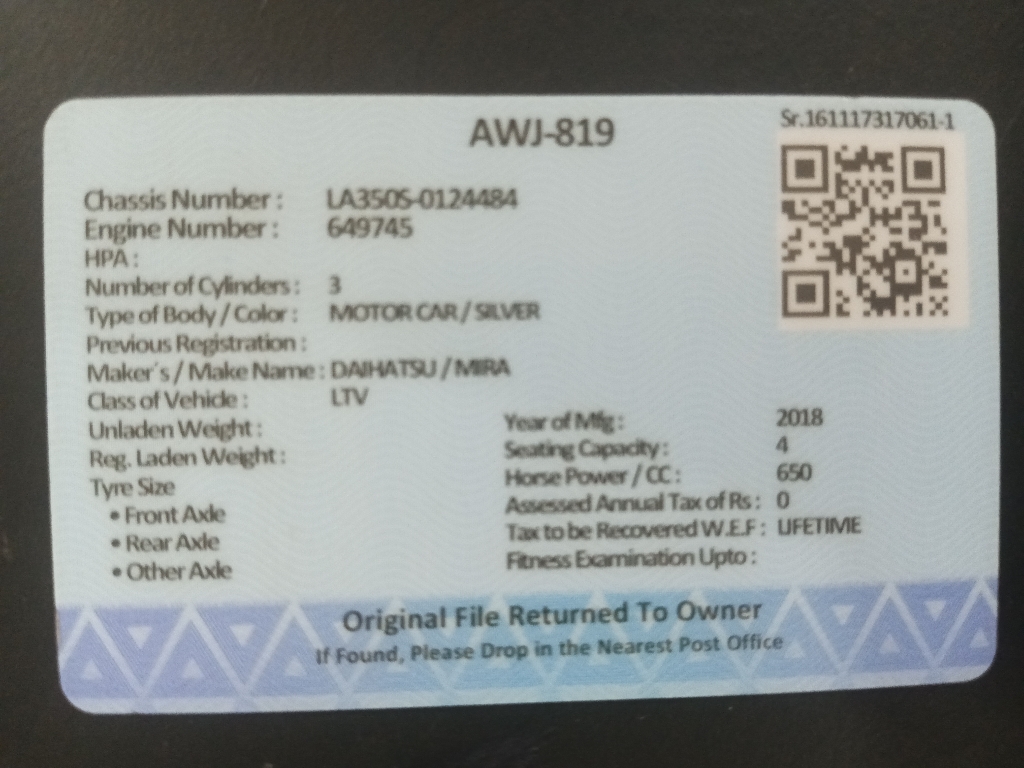 AWJ-819
Sr.161117317061-1
Chassis Number : LA350S-0124484
Engine Number : 649745
HPA :
Number of Cylinders : 3
Type of Body / Color : MOTOR CAR / SILVER
Previous Registration :
Maker´s / Make Name : DAIHATSU / MIRA
Class of Vehicle : LTV
Unladen Weight :
Reg. Laden Weight :
Tyre Size
• Front Axle
• Rear Axle
• Other Axle
Year of Mfg : 2018
Seating Capacity : 4
Horse Power / CC : 650
Assessed Annual Tax of Rs : 0
Tax to be Recovered W.E.F : LIFETIME
Fitness Examination Upto :
Original File Returned To Owner
If Found, Please Drop in the Nearest Post Office